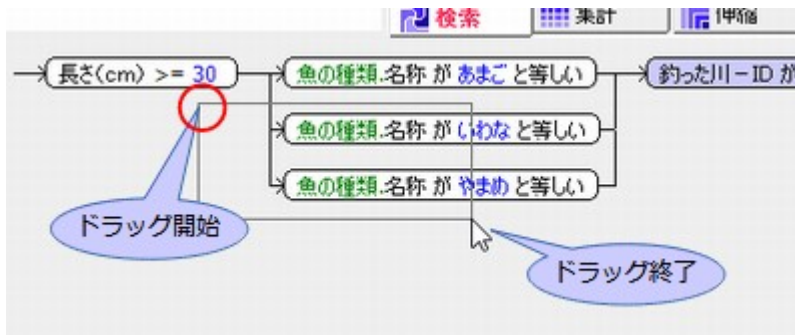 検索
集計
伸縮
長さ(cm) >= 30
魚の種類.名称 が あまご と等しい
釣った川－ID が
魚の種類.名称 が いわな と等しい
魚の種類.名称 が やまめ と等しい
ドラッグ開始
ドラッグ終了